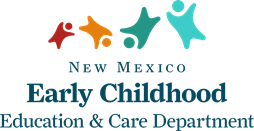 New Mexico
Early Childhood
Education & Care Department